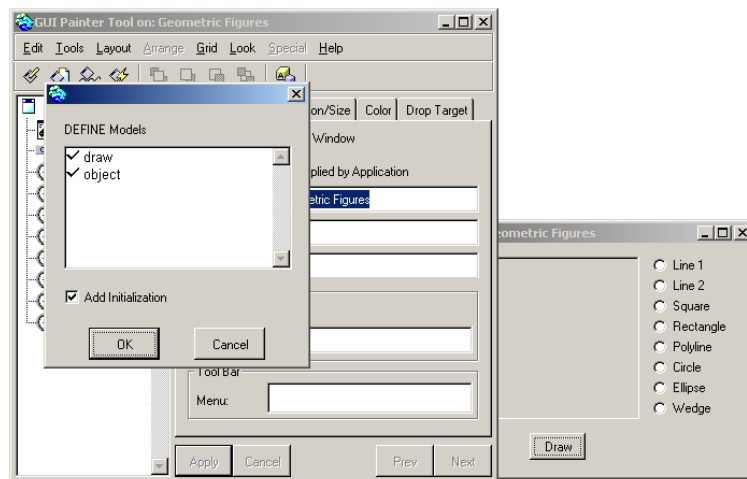 GUI Painter Tool on: Geometric Figures
Edit Tools Layout Arrange Grid Look Special Help
on/Size Color Drop Target
DEFINE Models
draw
object
Add Initialization
OK Cancel
Window
plied by Application
etric Figures
Tool Bar
Menu:
Apply Cancel Prev Next
eometric Figures
Line 1
Line 2
Square
Rectangle
Polyline
Circle
Ellipse
Wedge
Draw